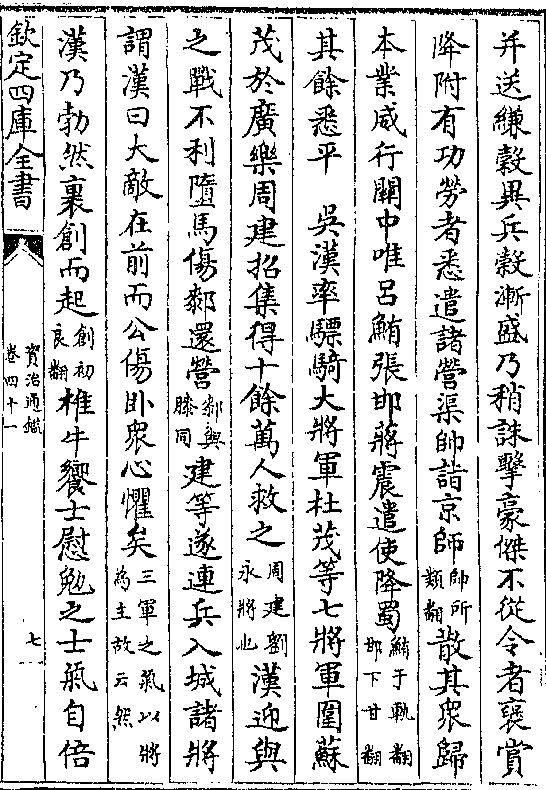 并送縑穀異兵穀漸盛乃稍誅擊豪傑不從令者襃賞
降附有功勞者悉遣諸營渠帥詣京師帥所類翻散其衆歸
本業威行關中唯呂鮪張邯蔣震遣使降蜀鮪于軌翻邯下甘翻
其餘悉平　吳漢率驃騎大將軍杜茂等七將軍圍蘇
茂於廣樂周建招集得十餘萬人救之周建劉永將也漢迎與
之戰不利墮馬傷厀還營厀與膝同建等遂連兵入城諸將
謂漢曰大敵在前而公傷卧衆心懼矣三軍之氣以將為主故云然
漢乃勃然裹創而起創初良翻椎牛饗士慰勉之士氣自倍
欽定四庫全書
資治通鑑
卷四十一
七